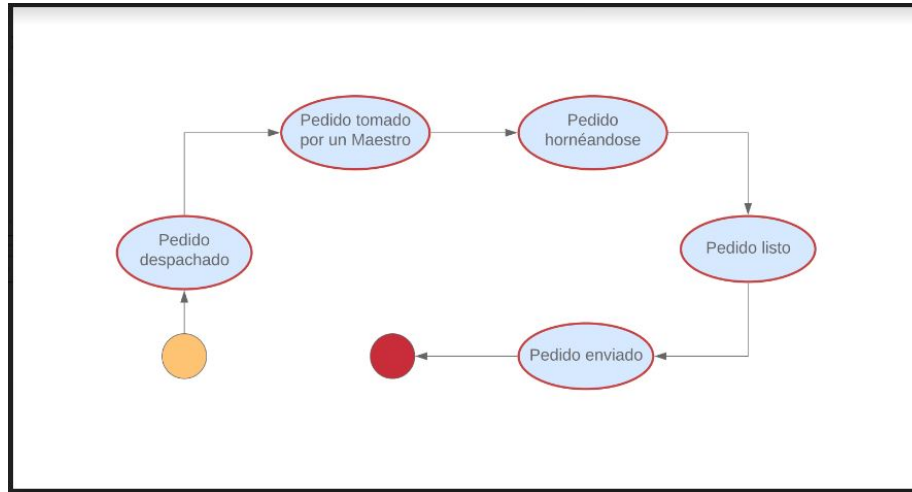 Pedido
despachado
Pedido tomado
por un Maestro
Pedido
hornéandose
Pedido listo
Pedido enviado